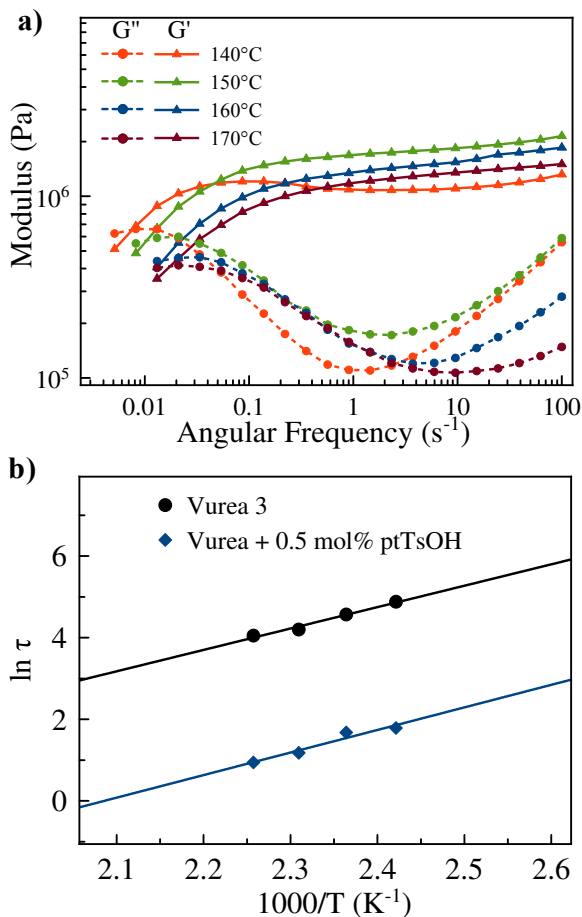 a)
G" G'
140°C
150°C
160°C
170°C
10⁶
10⁵
Modulus (Pa)
0.01 0.1 1 10 100
Angular Frequency (s⁻¹)
b)
Vurea 3
Vurea + 0.5 mol% ptTsOH
6
4
2
0
ln τ
2.1 2.2 2.3 2.4 2.5 2.6
1000/T (K⁻¹)